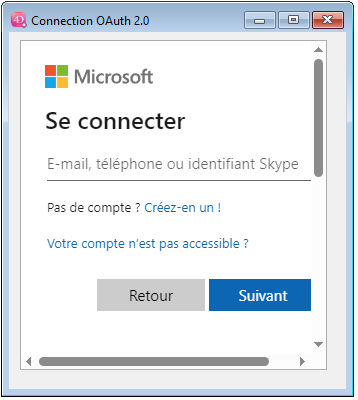 Connection OAuth 2.0
Microsoft
Se connecter
E-mail, téléphone ou identifiant Skype
Pas de compte ? Créez-en un !
Votre compte n'est pas accessible ?
Retour Suivant